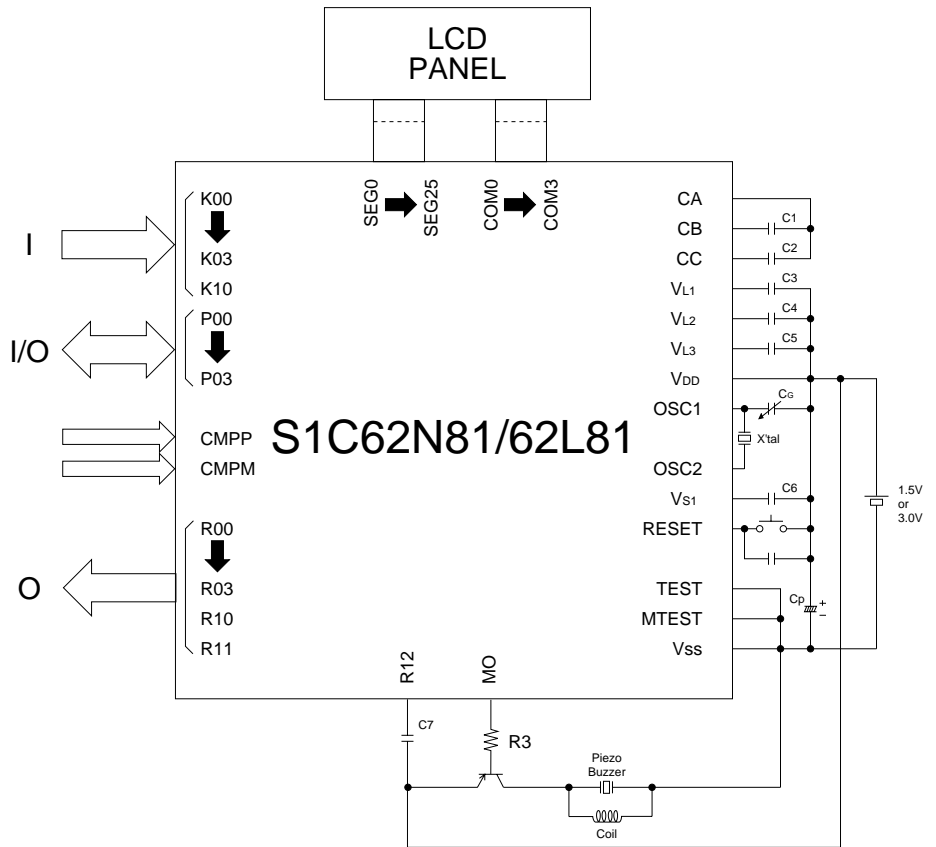 LCD
PANEL
SEG0
SEG25
COM0
COM3
I
K00
K03
K10
I/O
P00
P03
CMPP
CMPM
O
R00
R03
R10
R11
S1C62N81/62L81
CA
CB
C1
CC
C2
VL1
C3
VL2
C4
VL3
C5
VDD
OSC1
CG
X'tal
OSC2
VS1
C6
1.5V
or
3.0V
RESET
TEST
Cp
+
–
MTEST
Vss
R12
MO
C7
R3
Piezo
Buzzer
Coil